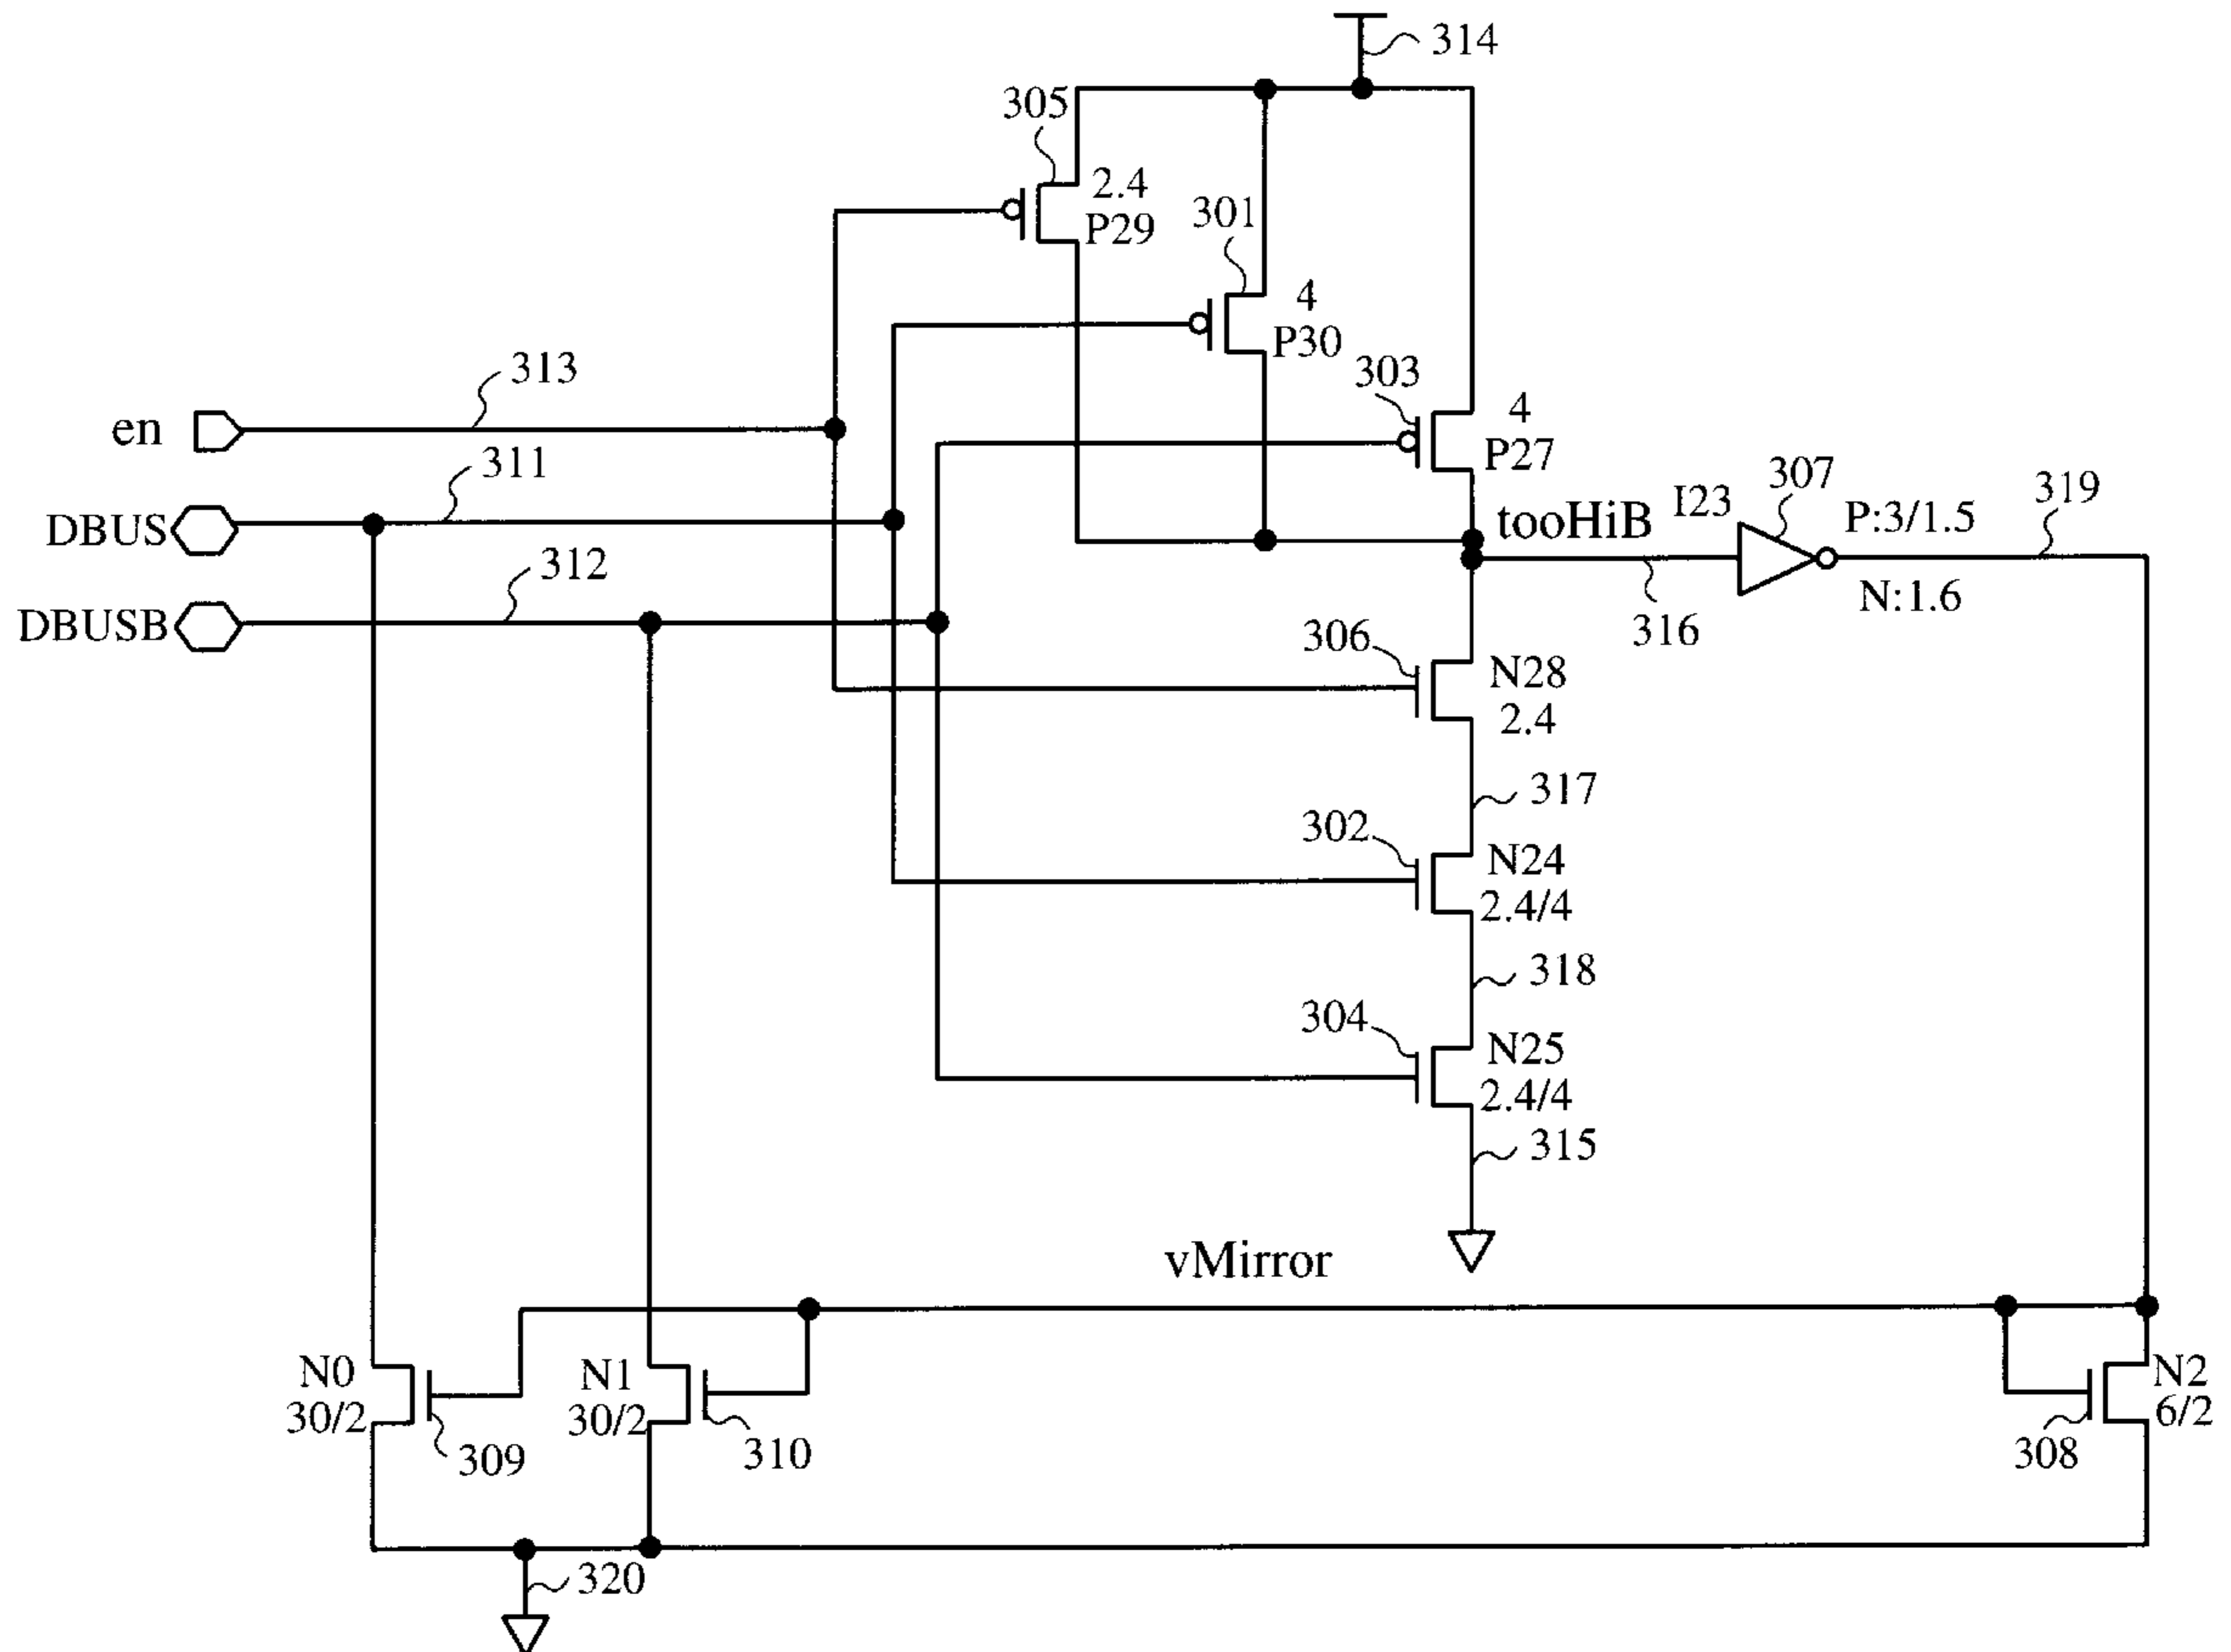 314
305
2.4
P29
301
4
P30
303
4
P27
en
313
311
DBUS
312
DBUSB
tooHiB
I23
307
P:3/1.5
N:1.6
319
316
306
N28
2.4
317
302
N24
2.4/4
318
304
N25
2.4/4
315
vMirror
N0
30/2
309
N1
30/2
310
N2
6/2
308
320